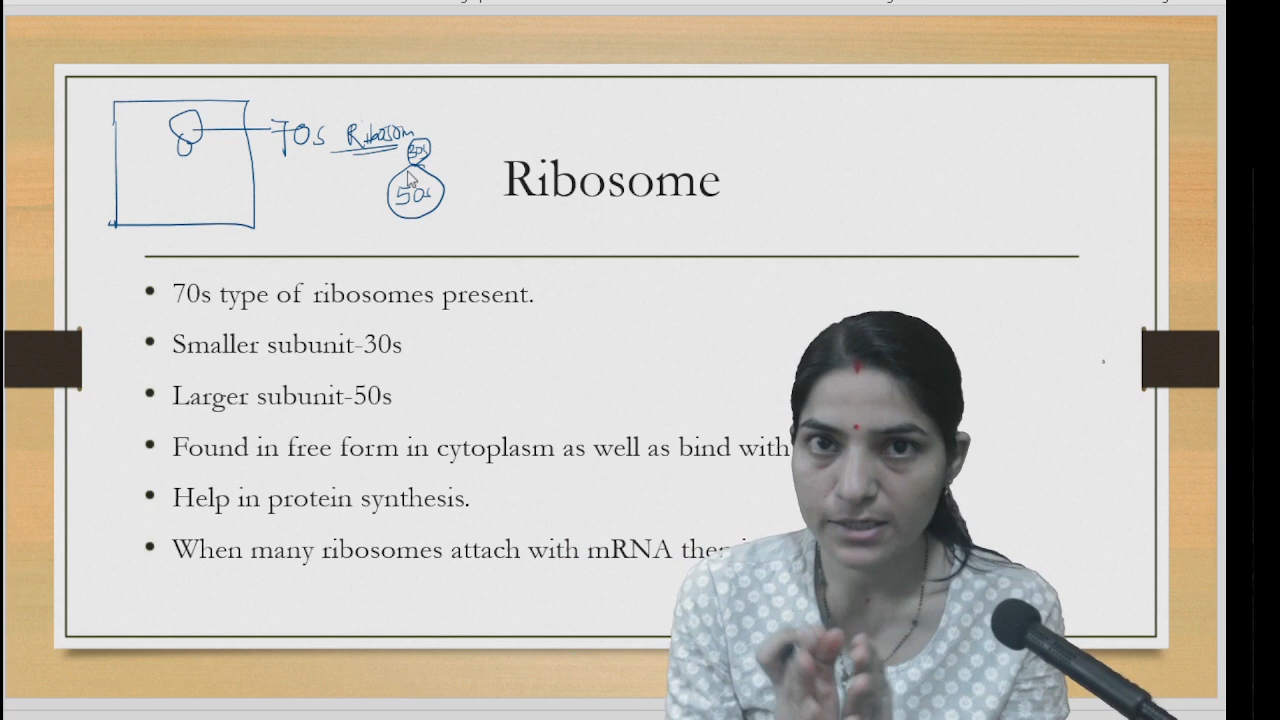 70s Ribosom
30s
50s
Ribosome
• 70s type of ribosomes present.
• Smaller subunit-30s
• Larger subunit-50s
• Found in free form in cytoplasm as well as bind with
• Help in protein synthesis.
• When many ribosomes attach with mRNA then